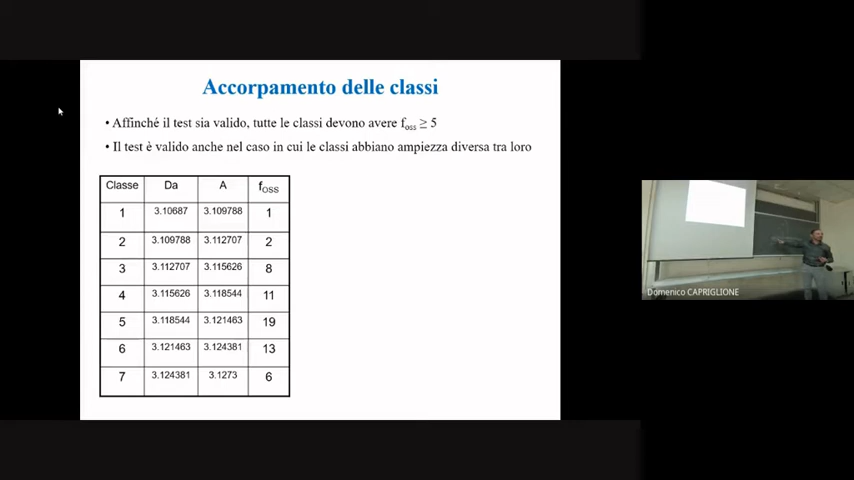 Accorpamento delle classi
• Affinché il test sia valido, tutte le classi devono avere foss ≥ 5
• Il test è valido anche nel caso in cui le classi abbiano ampiezza diversa tra loro
Classe Da A fOSS
1 3.10687 3.109788 1
2 3.109788 3.112707 2
3 3.112707 3.115626 8
4 3.115626 3.118544 11
5 3.118544 3.121463 19
6 3.121463 3.124381 13
7 3.124381 3.1273 6
Domenico CAPRIGLIONE